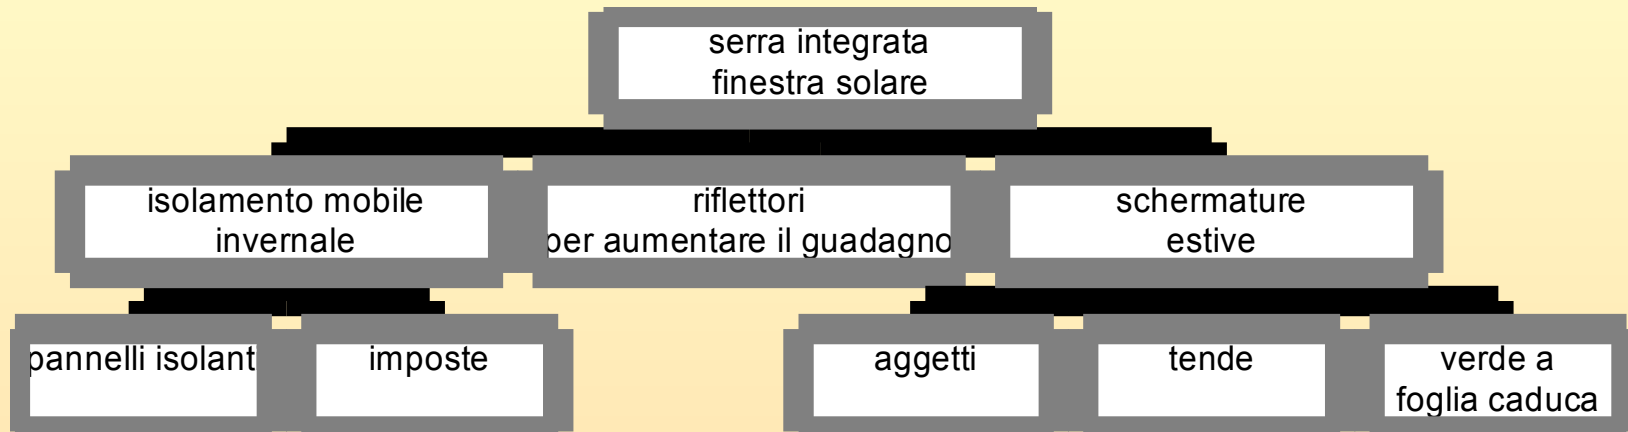 serra integrata
finestra solare
isolamento mobile
invernale
riflettori
per aumentare il guadagno
schermature
estive
pannelli isolant
imposte
aggetti
tende
verde a
foglia caduca